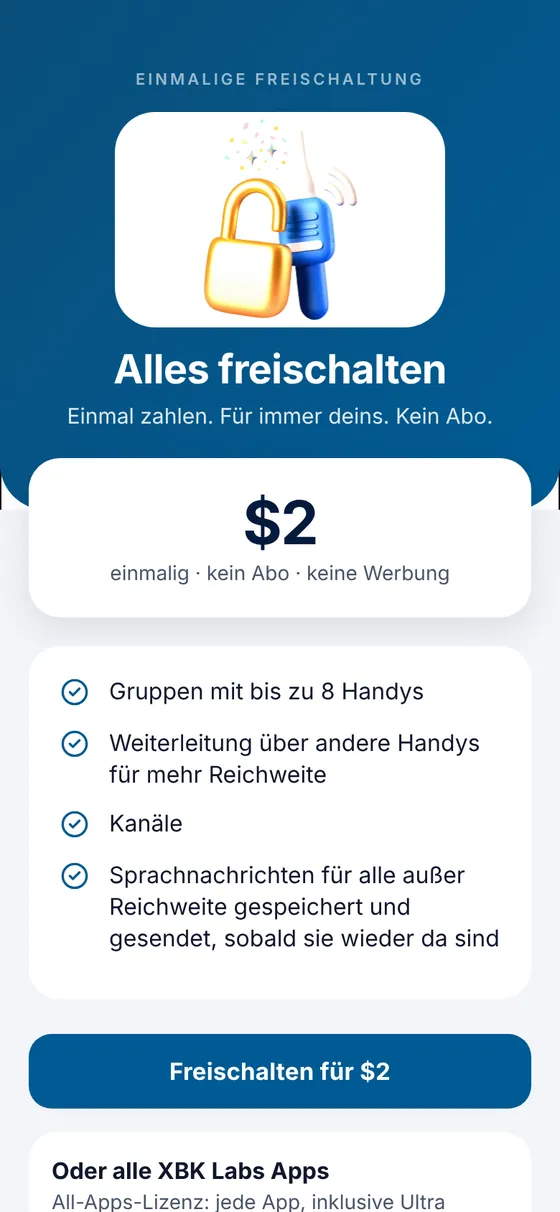 EINMALIGE FREISCHALTUNG
Alles freischalten
Einmal zahlen. Für immer deins. Kein Abo.
$2
einmalig · kein Abo · keine Werbung
Gruppen mit bis zu 8 Handys
Weiterleitung über andere Handys
für mehr Reichweite
Kanäle
Sprachnachrichten für alle außer
Reichweite gespeichert und
gesendet, sobald sie wieder da sind
Freischalten für $2
Oder alle XBK Labs Apps
All-Apps-Lizenz: jede App, inklusive Ultra